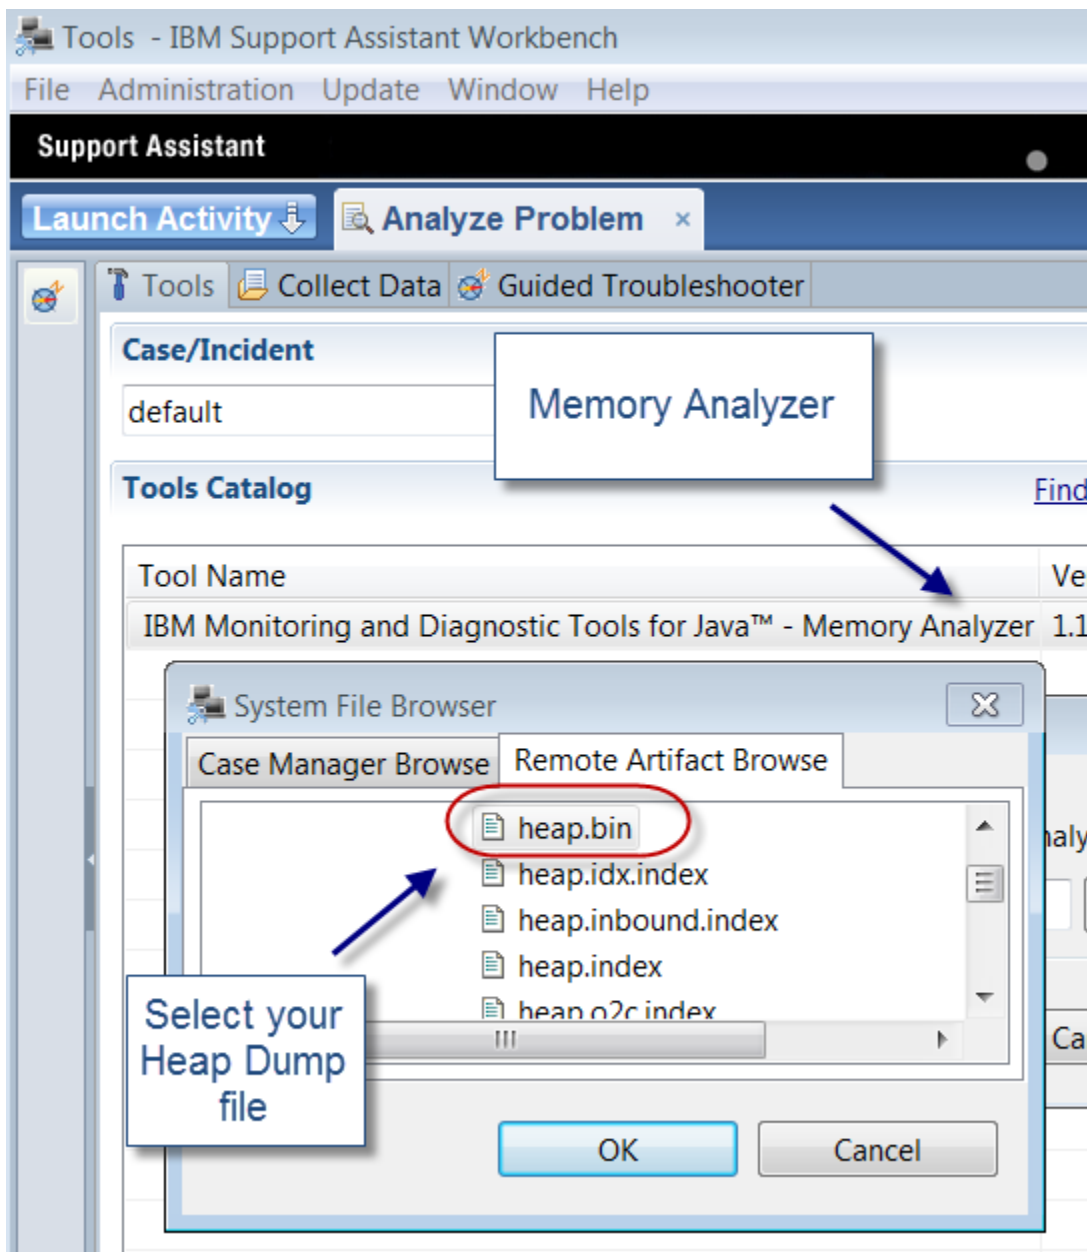 Tools - IBM Support Assistant Workbench
File Administration Update Window Help
Support Assistant
Launch Activity
Analyze Problem ×
Tools Collect Data Guided Troubleshooter
Case/Incident
default
Memory Analyzer
Tools Catalog
Find
Tool Name
IBM Monitoring and Diagnostic Tools for Java™ - Memory Analyzer 1.1
System File Browser
Case Manager Browse Remote Artifact Browse
heap.bin
heap.idx.index
heap.inbound.index
heap.index
heap.o2c.index
Select your
Heap Dump
file
OK Cancel